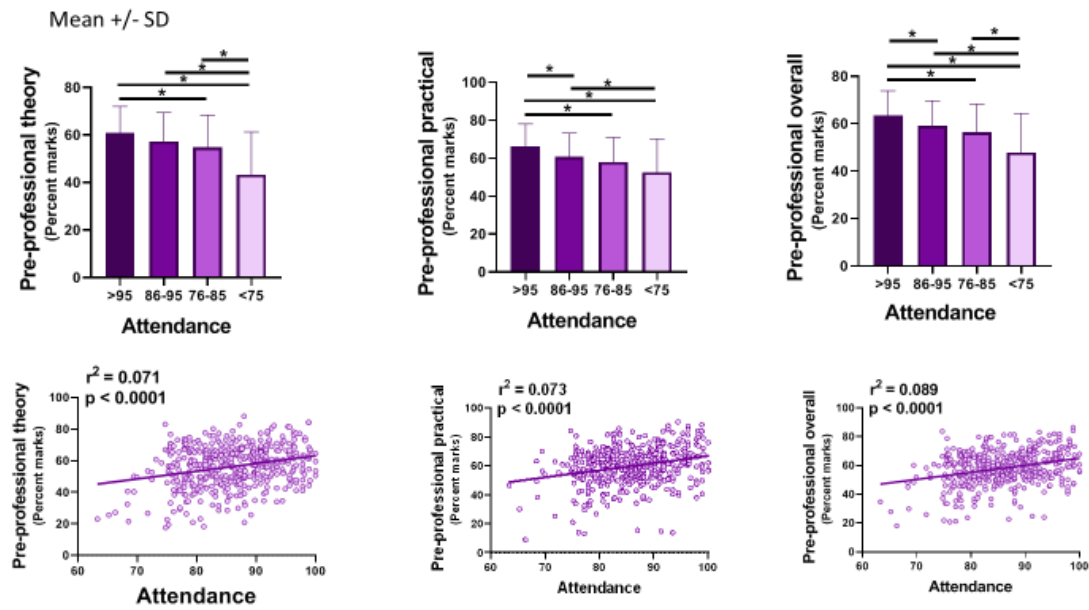 Mean +/- SD
Pre-professional theory
(Percent marks)
80
60
40
20
0
*
*
*
*
>95
86-95
76-85
<75
Attendance
Pre-professional practical
(Percent marks)
100
80
60
40
20
0
*
*
*
*
>95
86-95
76-85
<75
Attendance
Pre-professional overall
(Percent marks)
80
60
40
20
0
*
*
*
*
*
>95
86-95
76-85
<75
Attendance
r² = 0.071
p < 0.0001
Pre-professional theory
(Percent marks)
100
80
60
40
20
0
60
70
80
90
100
Attendance
r² = 0.073
p < 0.0001
Pre-professional practical
(Percent marks)
100
80
60
40
20
0
60
70
80
90
100
Attendance
r² = 0.089
p < 0.0001
Pre-professional overall
(Percent marks)
100
80
60
40
20
0
60
70
80
90
100
Attendance